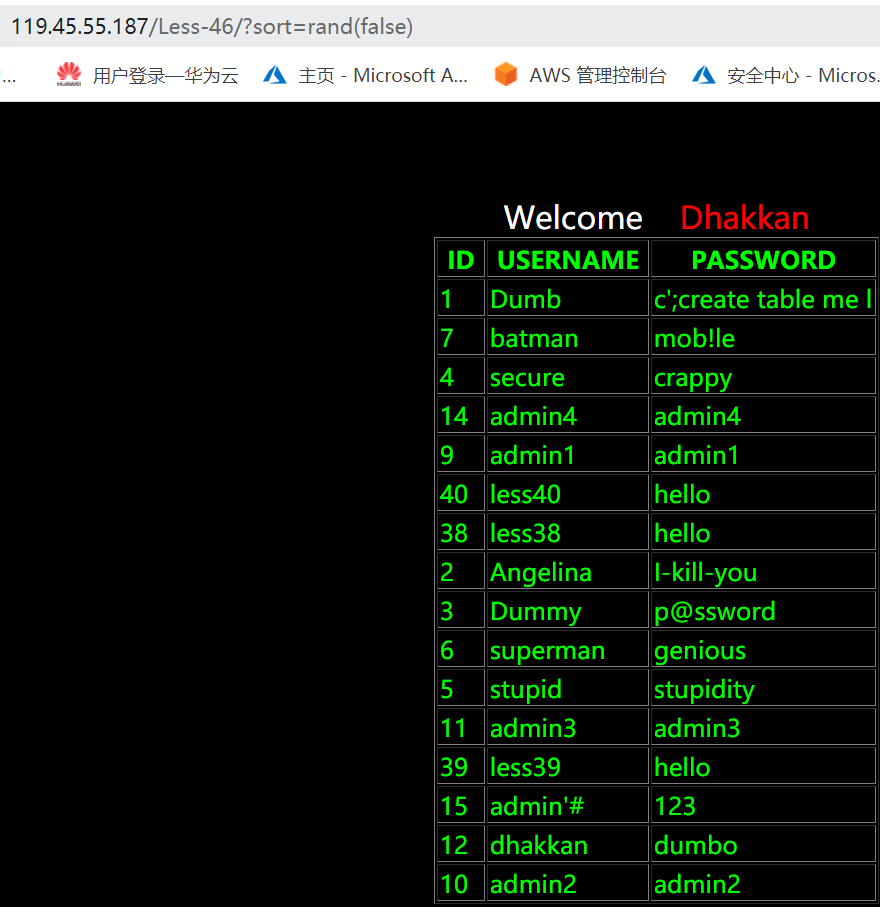 119.45.55.187/Less-46/?sort=rand(false)
... HUAWEI 用户登录—华为云 主页 - Microsoft A... AWS 管理控制台 安全中心 - Micros.
Welcome Dhakkan
ID USERNAME PASSWORD
1 Dumb c';create table me l
7 batman mob!le
4 secure crappy
14 admin4 admin4
9 admin1 admin1
40 less40 hello
38 less38 hello
2 Angelina I-kill-you
3 Dummy p@ssword
6 superman genious
5 stupid stupidity
11 admin3 admin3
39 less39 hello
15 admin'# 123
12 dhakkan dumbo
10 admin2 admin2